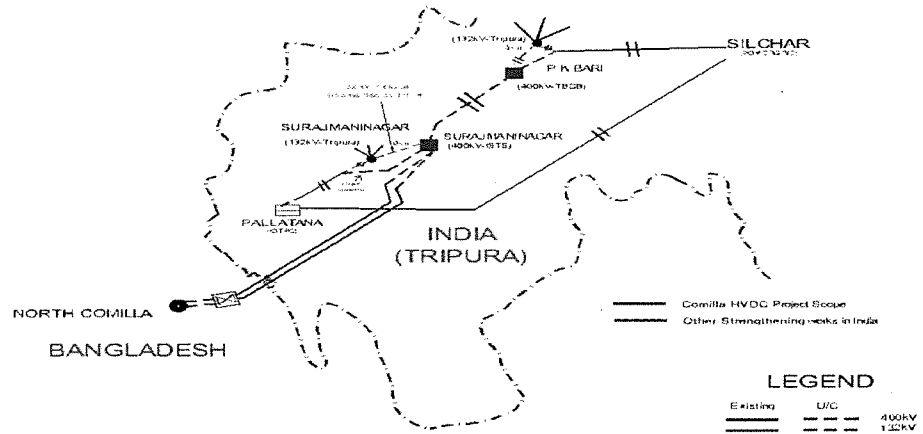 (132kV-Tripura)
SILCHAR
P K BARI
(400kV-TBCB)
SURAJMANINAGAR
(132kV-Tripura)
SURAJMANINAGAR
(400kV-ISTS)
PALLATANA
INDIA
(TRIPURA)
NORTH COMILLA
BANGLADESH
Comilla HVDC Project Scope
Other Strengthening works in India
LEGEND
Existing U/C
400kV
132kV